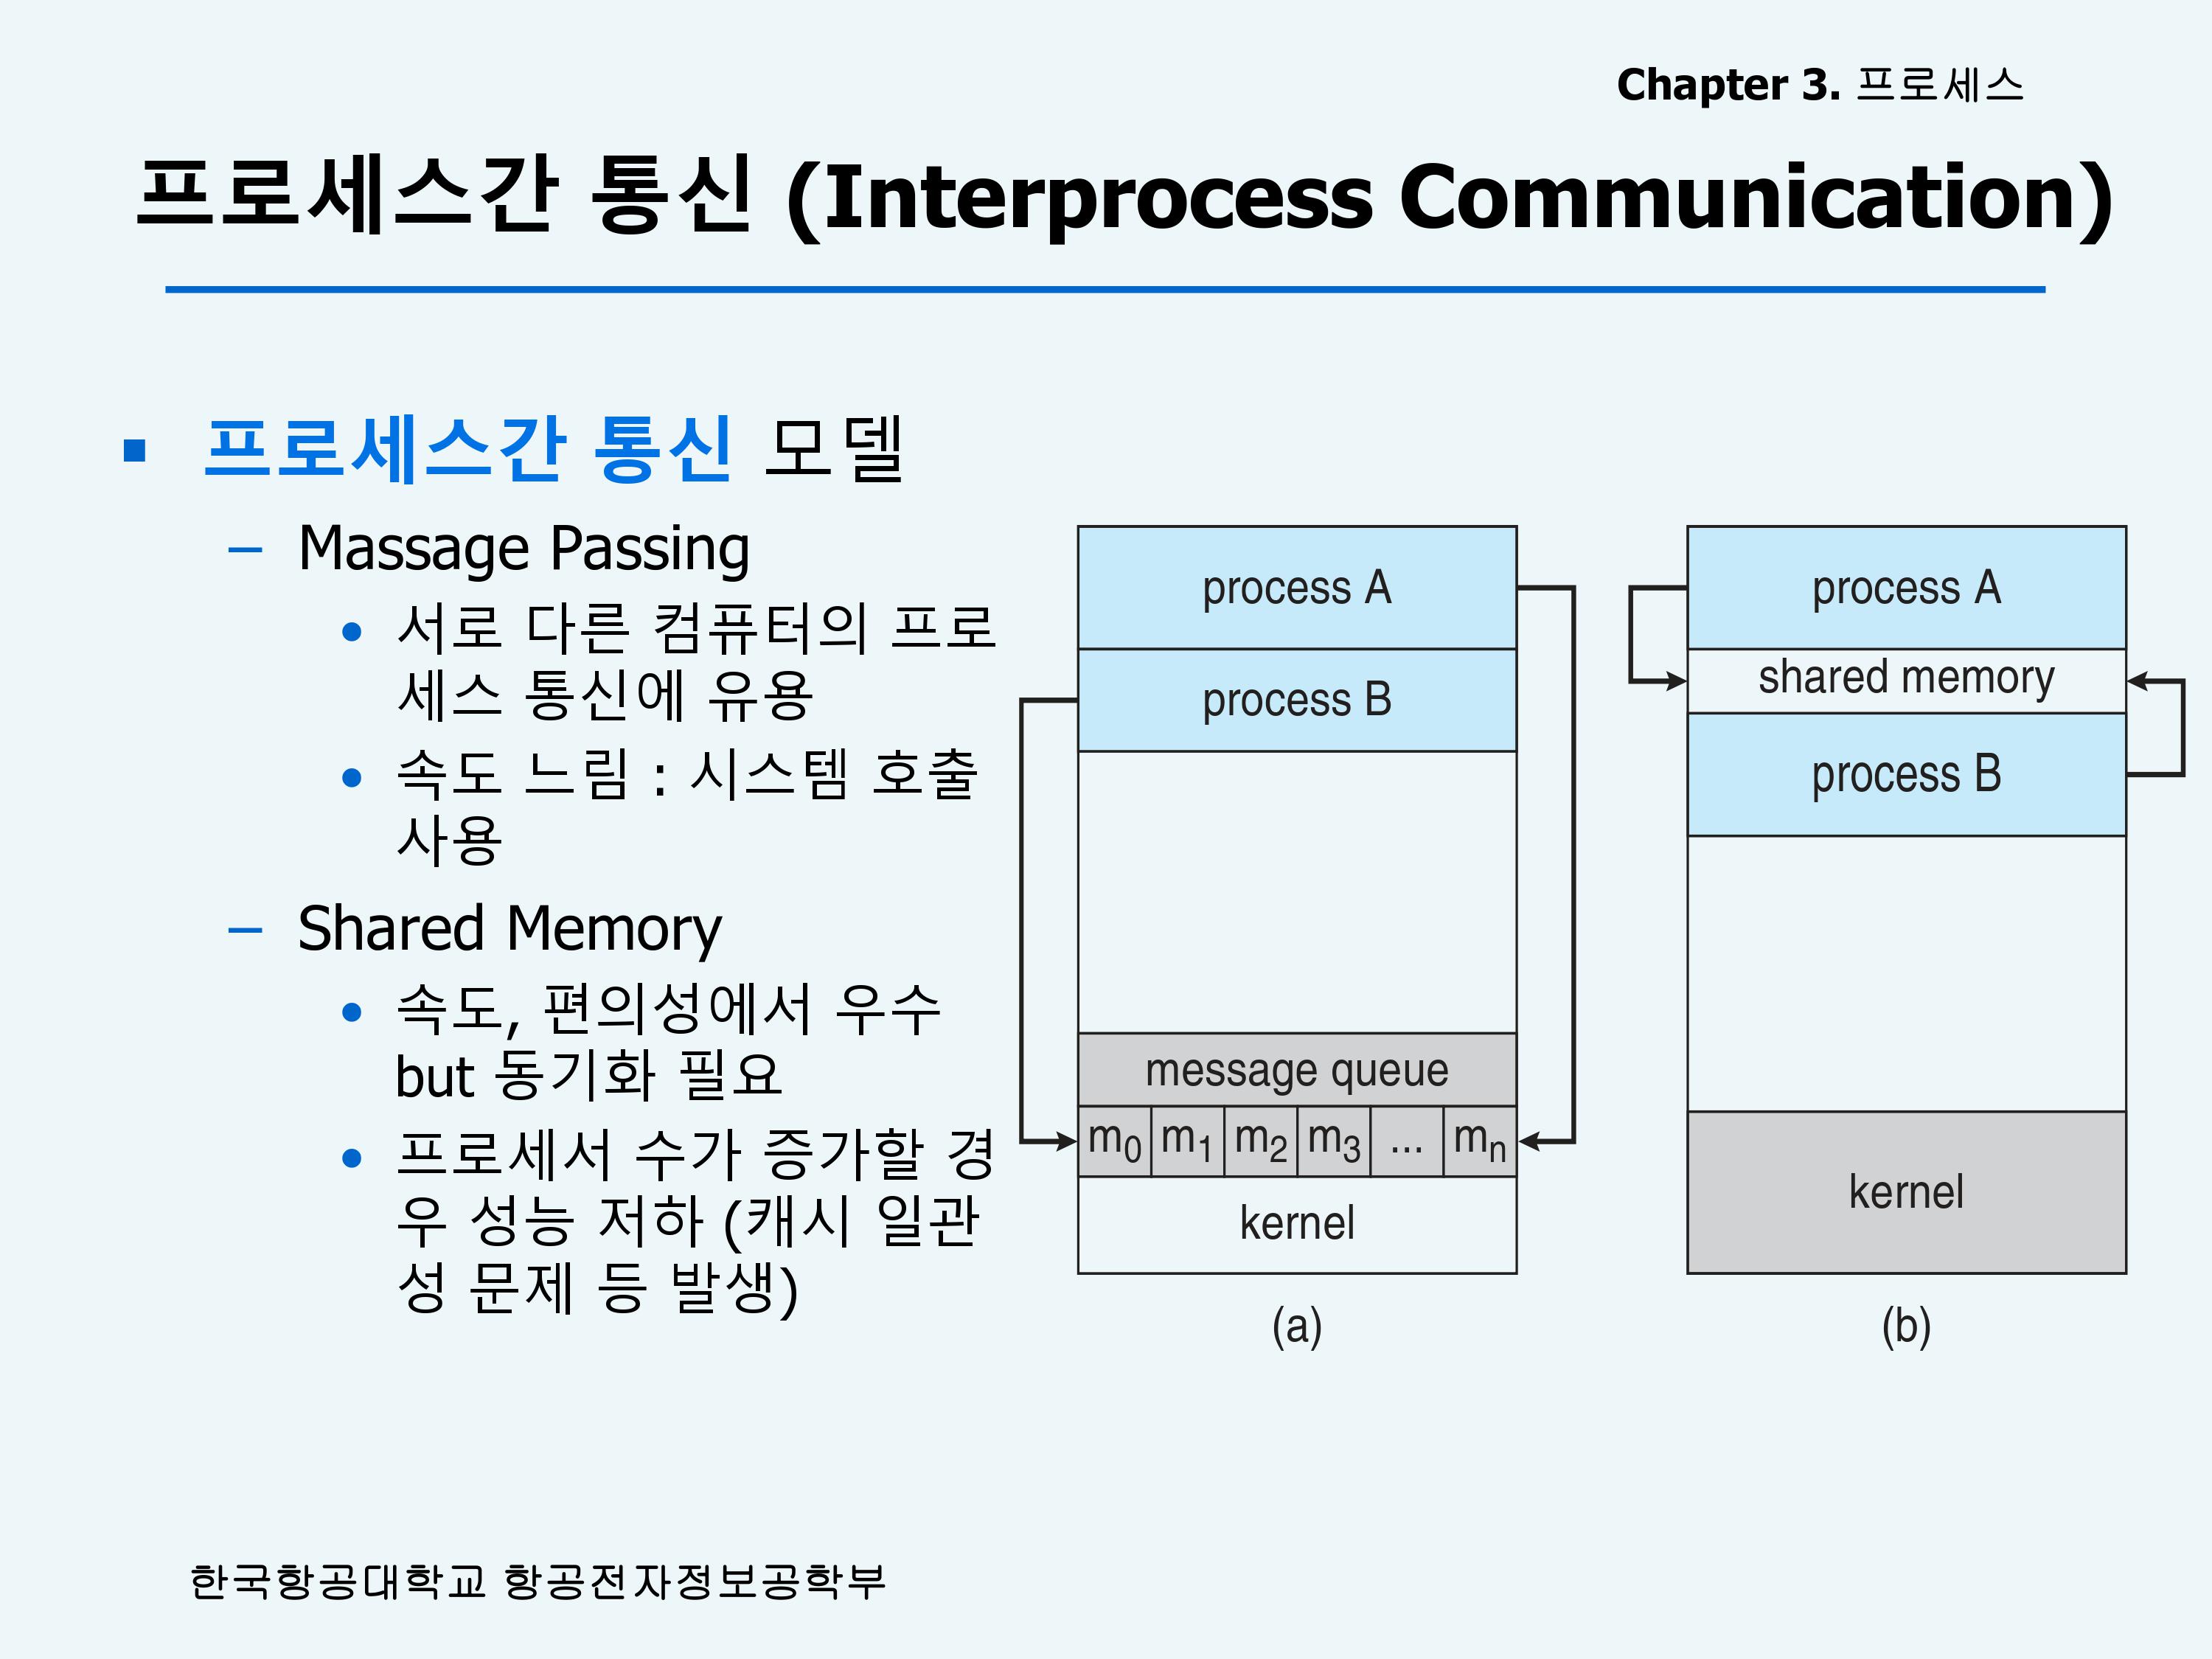 Chapter 3. 프로세스
프로세스간 통신 (Interprocess Communication)
프로세스간 통신 모델
– Massage Passing
서로 다른 컴퓨터의 프로
세스 통신에 유용
속도 느림 : 시스템 호출
사용
– Shared Memory
속도, 편의성에서 우수
but 동기화 필요
프로세서 수가 증가할 경
우 성능 저하 (캐시 일관
성 문제 등 발생)
process A
process B
message queue
m0 m1 m2 m3 ... mn
kernel
(a)
process A
shared memory
process B
kernel
(b)
한국항공대학교 항공전자정보공학부